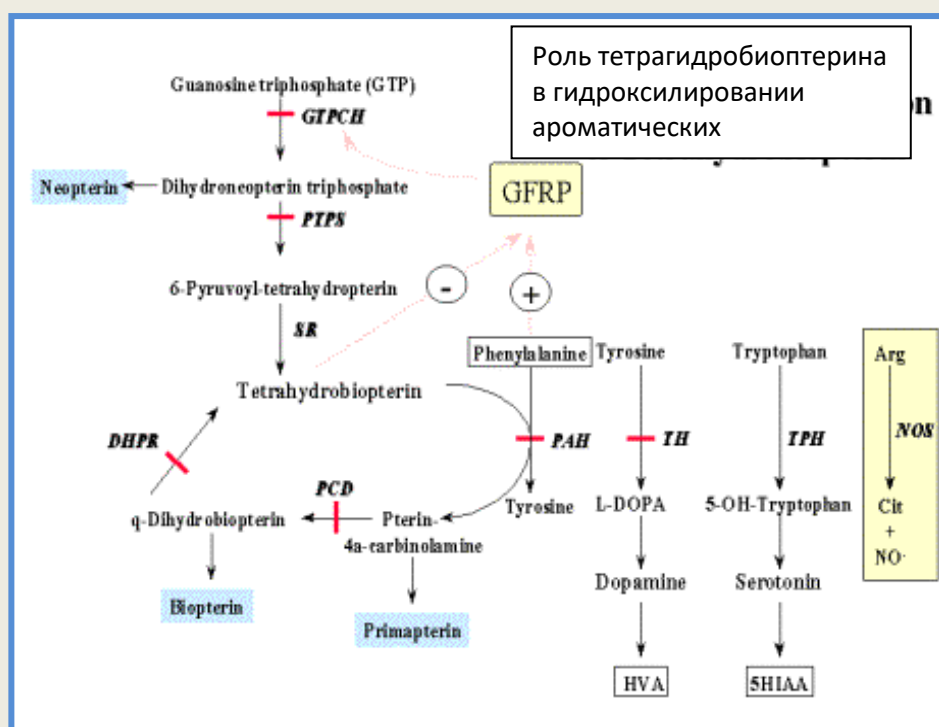 Роль тетрагидробиоптерина
в гидроксилировании
ароматических
on
Guanosine triphosphate (GTP)
GTPCH
GFRP
Neopterin
Dihydroneopterin triphosphate
PTPS
6-Pyruvoyl-tetrahydropterin
-
+
SR
Phenylalanine
Tyrosine
Tryptophan
Arg
Tetrahydrobiopterin
DHPR
PAH
TH
TPH
NOS
PCD
q-Dihydrobiopterin
Pterin-
4a-carbinolamine
Tyrosine
L-DOPA
5-OH-Tryptophan
Cit
+
NO·
Dopamine
Serotonin
Biopterin
Primapterin
HVA
5HIAA